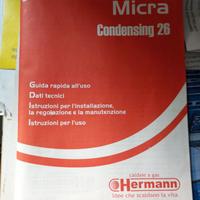 Micra
Condensing 26
Guida rapida all'uso
Dati tecnici
Istruzioni per l'installazione,
la regolazione e la manutenzione
Istruzioni per l'uso
caldaie a gas
Hermann
Idee che scaldano la vita.